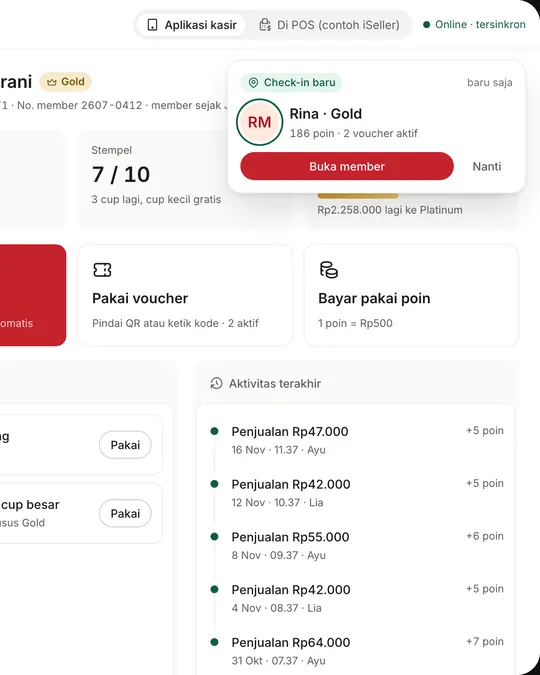 Aplikasi kasir
Di POS (contoh iSeller)
Online · tersinkron
rani
Gold
71 · No. member 2607-0412 · member sejak J
Check-in baru
baru saja
RM
Rina · Gold
186 poin · 2 voucher aktif
Buka member
Nanti
Stempel
7 / 10
3 cup lagi, cup kecil gratis
Rp2.258.000 lagi ke Platinum
omatis
Pakai voucher
Pindai QR atau ketik kode · 2 aktif
Bayar pakai poin
1 poin = Rp500
g
Pakai
cup besar
usus Gold
Pakai
Aktivitas terakhir
Penjualan Rp47.000
+5 poin
16 Nov · 11.37 · Ayu
Penjualan Rp42.000
+5 poin
12 Nov · 10.37 · Lia
Penjualan Rp55.000
+6 poin
8 Nov · 09.37 · Ayu
Penjualan Rp42.000
+5 poin
4 Nov · 08.37 · Lia
Penjualan Rp64.000
+7 poin
31 Okt · 07.37 · Ayu